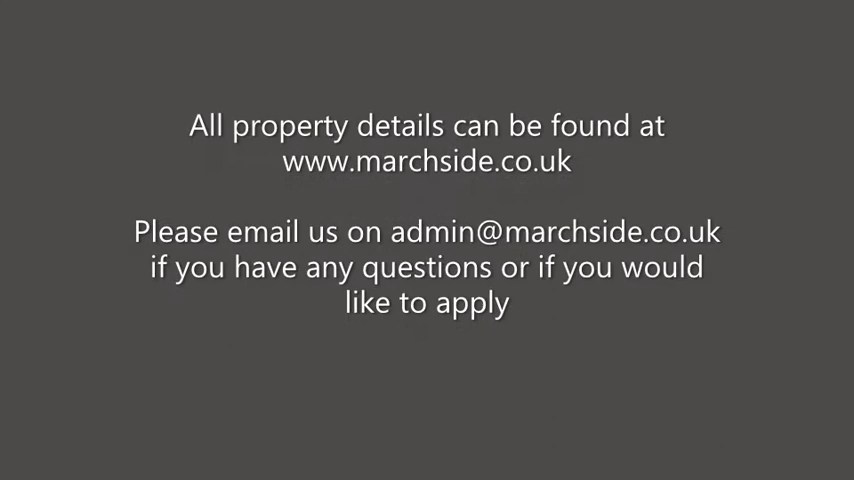 All property details can be found at
www.marchside.co.uk
Please email us on admin@marchside.co.uk
if you have any questions or if you would
like to apply